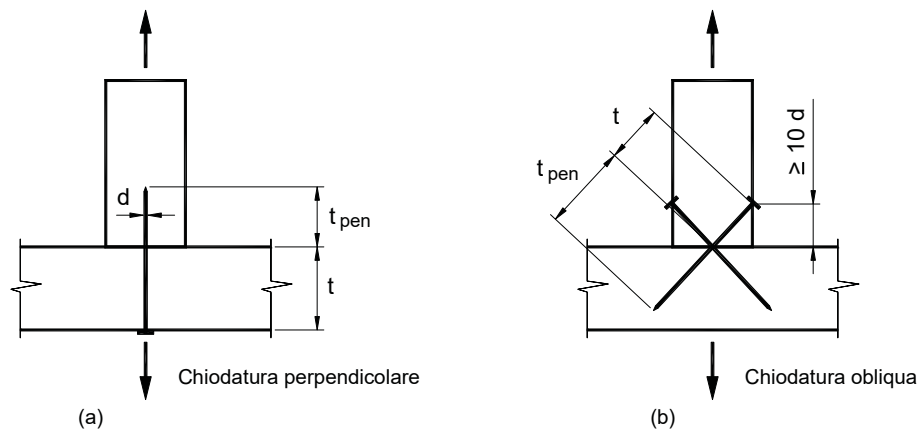 d
t pen
t
Chiodatura perpendicolare
(a)
t
t pen
≥ 10 d
Chiodatura obliqua
(b)